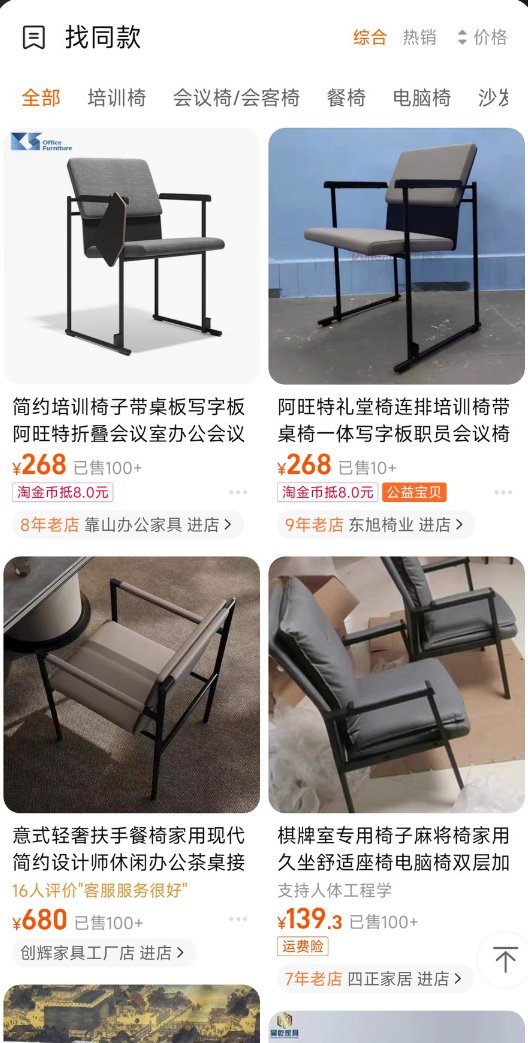 找同款
综合 热销 价格
全部 培训椅 会议椅/会客椅 餐椅 电脑椅 沙发
KS Office Furniture
简约培训椅子带桌板写字板
阿旺特折叠会议室办公会议
¥268 已售100+
淘金币抵8.0元
8年老店 靠山办公家具 进店
阿旺特礼堂椅连排培训椅带
桌椅一体写字板职员会议椅
¥268 已售10+
淘金币抵8.0元 公益宝贝
9年老店 东旭椅业 进店
意式轻奢扶手餐椅家用现代
简约设计师休闲办公茶桌接
16人评价"客服服务很好"
¥680 已售100+
创辉家具工厂店 进店
棋牌室专用椅子麻将椅家用
久坐舒适座椅电脑椅双层加
支持人体工程学
¥139.3 已售100+
运费险
7年老店 四正家居 进店
昊乾家具